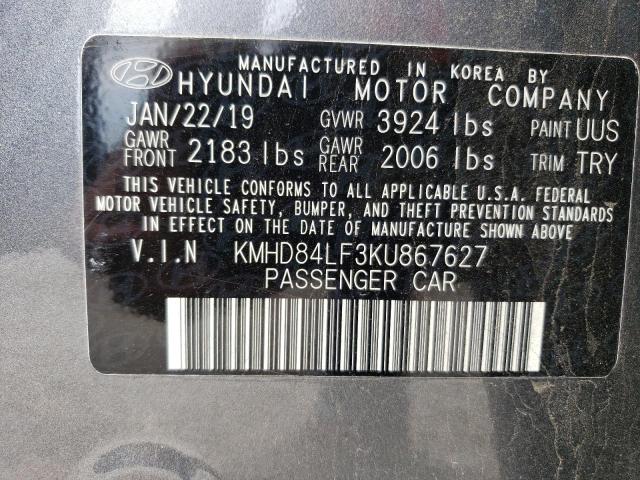 MANUFACTURED IN KOREA BY
HYUNDAI MOTOR COMPANY
JAN/22/19 GVWR 3924 lbs PAINT UUS
GAWR FRONT 2183 lbs GAWR REAR 2006 lbs TRIM TRY
THIS VEHICLE CONFORMS TO ALL APPLICABLE U.S.A. FEDERAL
MOTOR VEHICLE SAFETY, BUMPER, AND THEFT PREVENTION STANDARDS
IN EFFECT ON THE DATE OF MANUFACTURE SHOWN ABOVE.
V.I.N KMHD84LF3KU867627
PASSENGER CAR